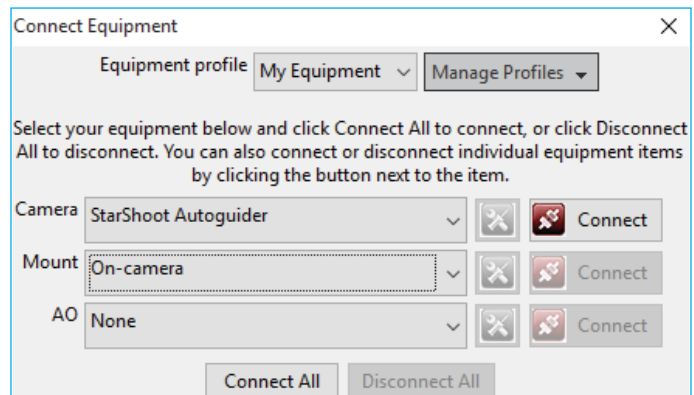 Connect Equipment
Equipment profile My Equipment Manage Profiles
Select your equipment below and click Connect All to connect, or click Disconnect
All to disconnect. You can also connect or disconnect individual equipment items
by clicking the button next to the item.
Camera StarShoot Autoguider Connect
Mount On-camera Connect
AO None Connect
Connect All Disconnect All